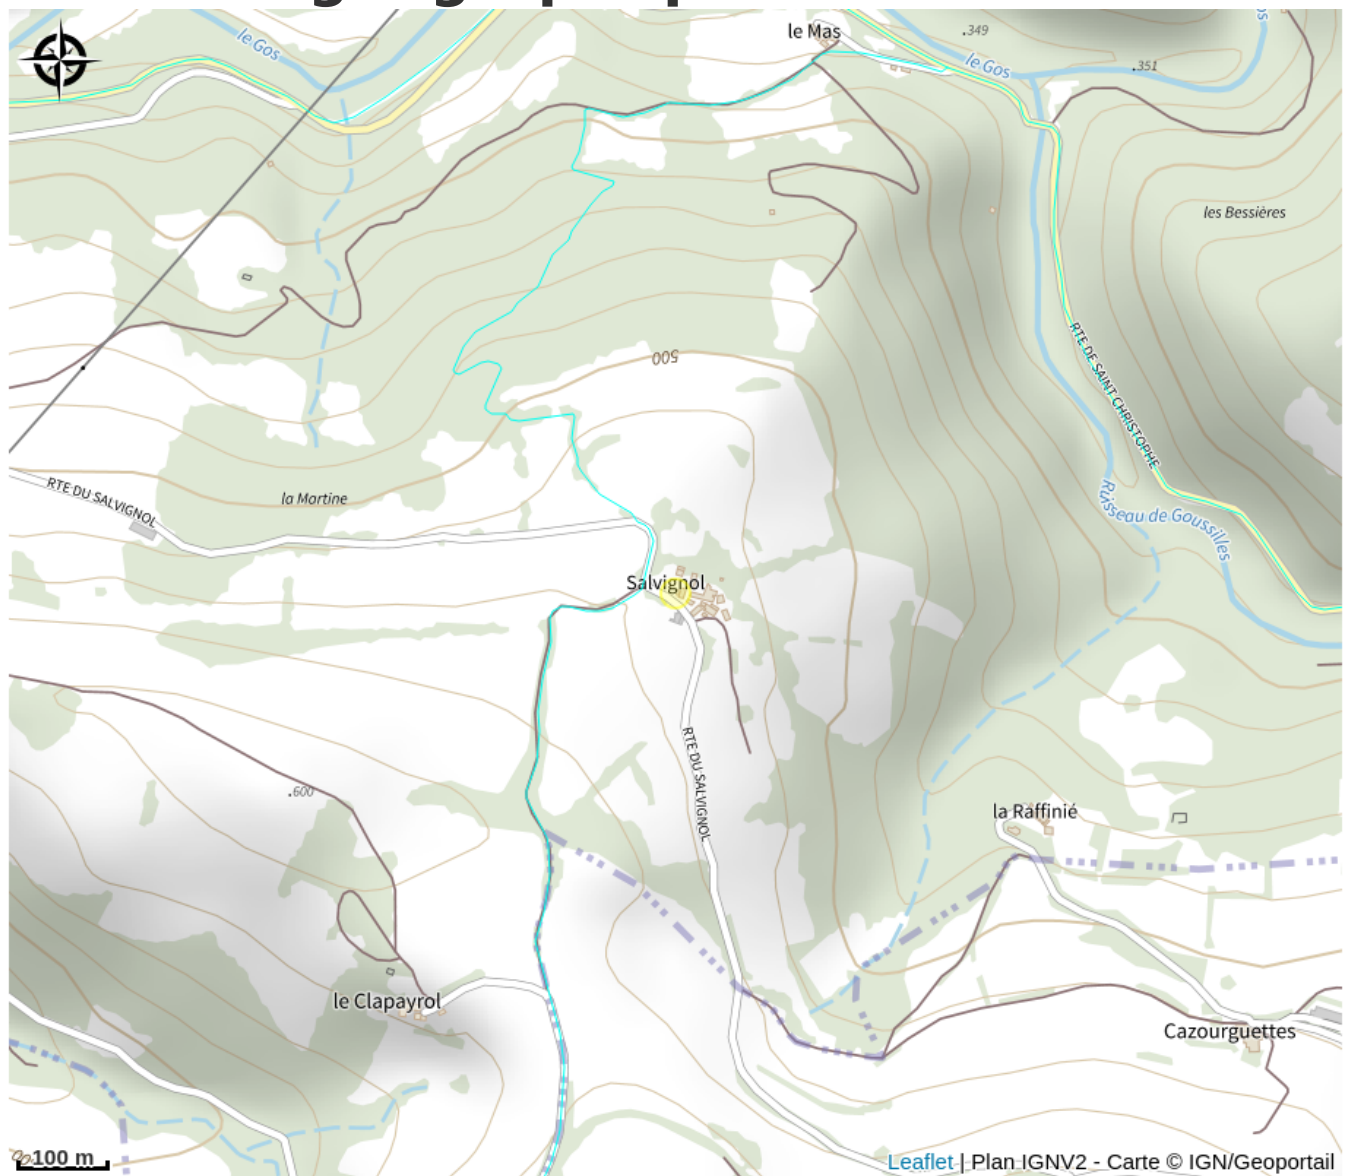 le Gos
le Mas
.349
le Gos
.351
les Bessières
RTE DE SAINT CHRISTOPHE
500
RTE DU SALVIGNOL
la Martine
Ruisseau de Goussilles
Salvignol
RTE DU SALVIGNOL
.600
la Raffinié
le Clapayrol
Cazourguettes
100 m
Leaflet | Plan IGNV2 - Carte © IGN/Geoportail